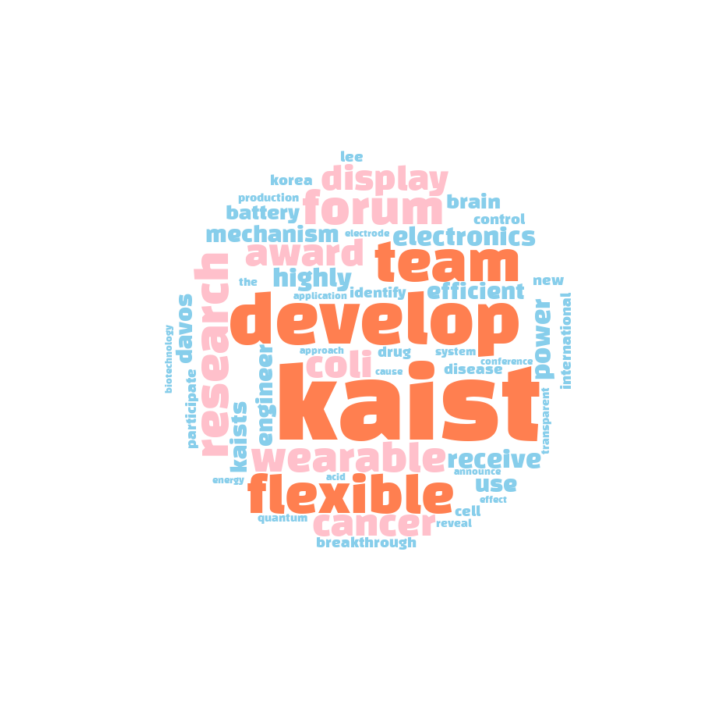 lee
korea
display
production
forum
brain
battery
control
mechanism
electrode
electronics
award
team
highly
the
efficient
new
application
identify
research
develop
davos
power
international
biotechnology
approach
drug
system
coli
cause
conference
disease
kaist
participate
engineer
kaists
transparent
wearable
receive
announce
energy
acid
flexible
use
effect
quantum
cancer
cell
reveal
breakthrough